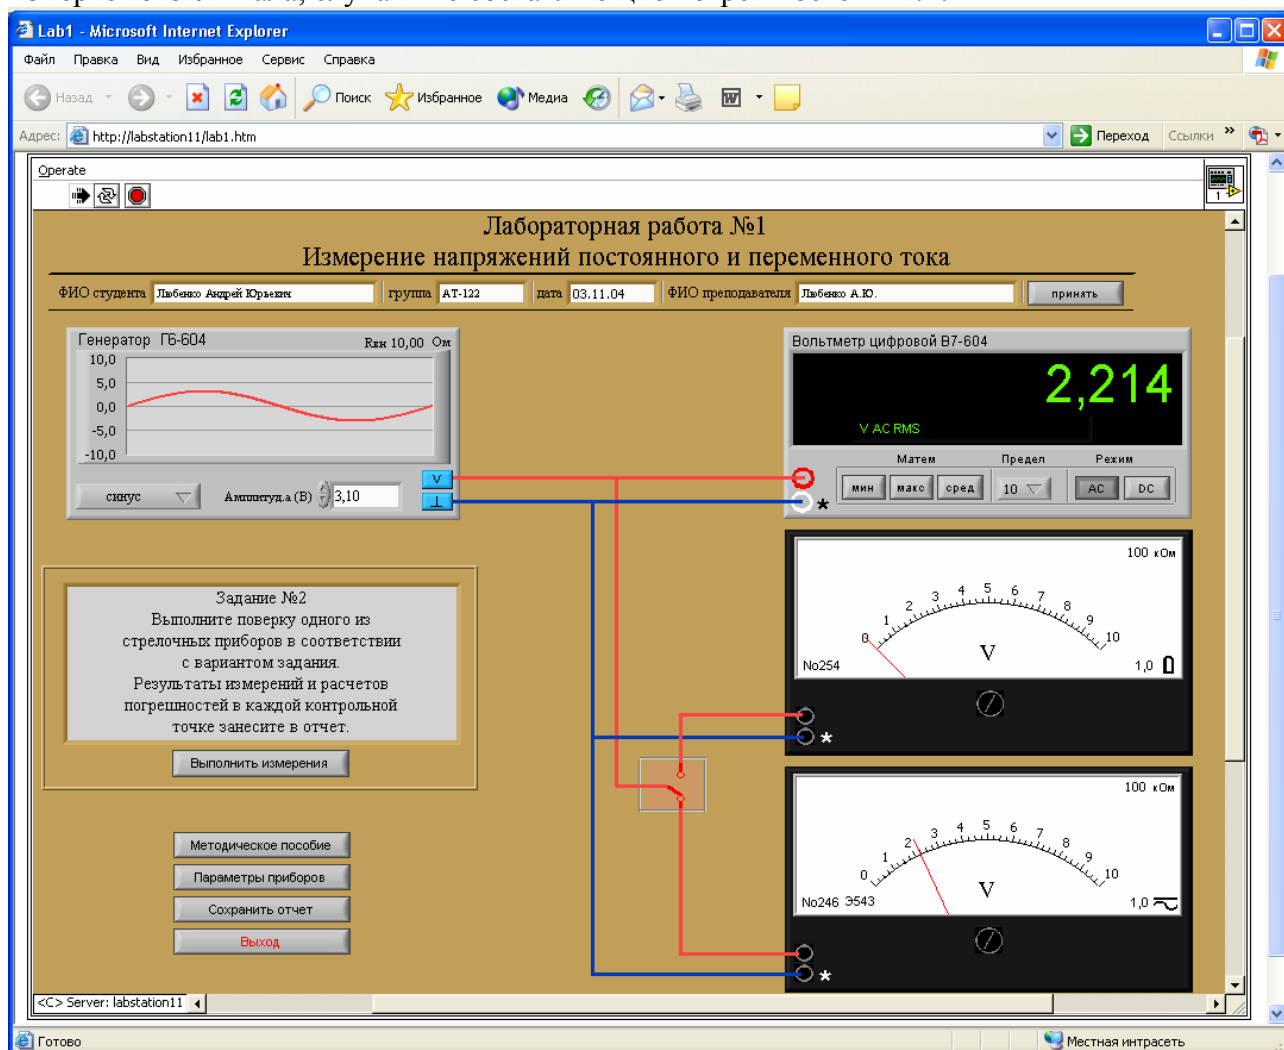 Lab1 - Microsoft Internet Explorer
Файл Правка Вид Избранное Сервис Справка
Назад Поиск Избранное Медиа
Адрес: http://labstation11/lab1.htm Переход Ссылки »
Operate
1
Лабораторная работа №1
Измерение напряжений постоянного и переменного тока
ФИО студента Любенко Андрей Юрьевич группа АТ-122 дата 03.11.04 ФИО преподавателя Любенко А.Ю. принять
Генератор Г6-604 Rвн 10,00 Ом
10,0
5,0
0,0
-5,0
-10,0
синус Амплитуда (В) 3,10
V
⊥
Вольтметр цифровой В7-604
2,214
V AC RMS
Матем Предел Режим
мин макс сред 10 AC DC
*
100 кОм
0 1 2 3 4 5 6 7 8 9 10
V
No254 1,0
*
Задание №2
Выполните поверку одного из
стрелочных приборов в соответствии
с вариантом задания.
Результаты измерений и расчетов
погрешностей в каждой контрольной
точке занесите в отчет.
Выполнить измерения
100 кОм
0 1 2 3 4 5 6 7 8 9 10
V
No246 Э543 1,0
*
Методическое пособие
Параметры приборов
Сохранить отчет
Выход
<C> Server: labstation11
Готово Местная интрасеть